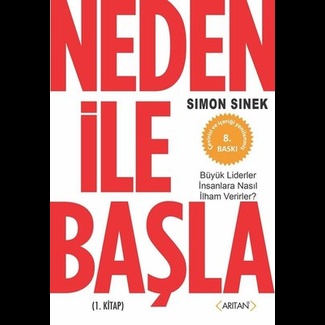 NEDEN
İLE
BAŞLA
SIMON SINEK
8.
BASKI
Büyük Liderler
İnsanlara Nasıl
İlham Verirler?
(1. KİTAP)
ARITAN